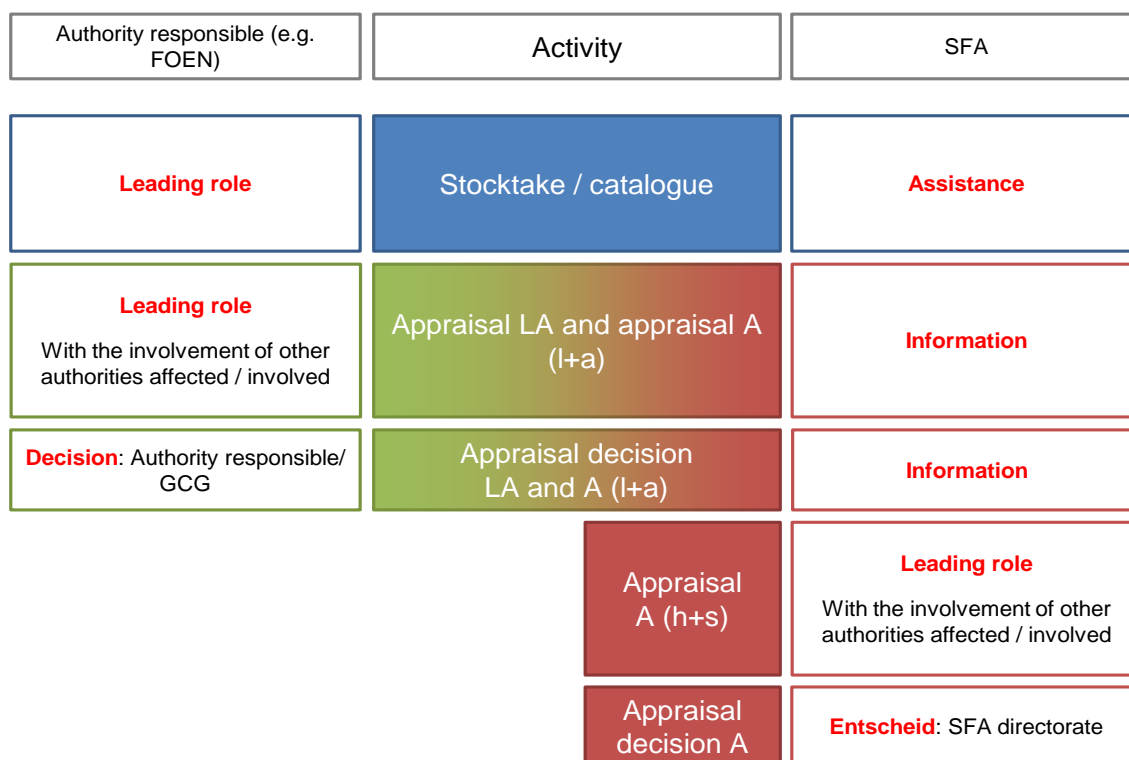 Authority responsible (e.g.
FOEN)
Activity
SFA
Leading role
Stocktake / catalogue
Assistance
Leading role
With the involvement of other
authorities affected / involved
Appraisal LA and appraisal A
(l+a)
Information
Decision: Authority responsible/
GCG
Appraisal decision
LA and A (l+a)
Information
Appraisal
A (h+s)
Leading role
With the involvement of other
authorities affected / involved
Appraisal
decision A
Entscheid: SFA directorate